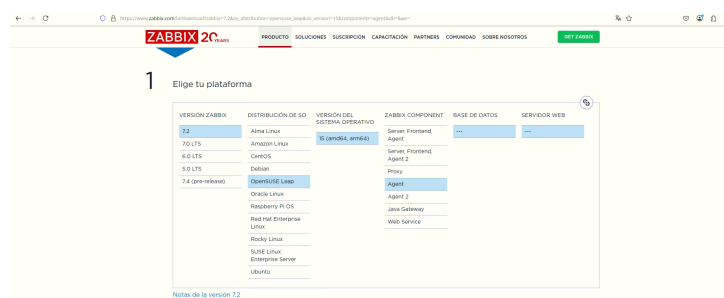 https://www.zabbix.com/la/download?zabbix=7.2&os_distribution=opensuse_leap&os_version=15&components=agent&db=&ws=
ZABBIX 20 YEARS
PRODUCTO SOLUCIONES SUSCRIPCIÓN CAPACITACIÓN PARTNERS COMUNIDAD SOBRE NOSOTROS GET ZABBIX
1 Elige tu plataforma
VERSIÓN ZABBIX
7.2
7.0 LTS
6.0 LTS
5.0 LTS
7.4 (pre-release)
DISTRIBUCIÓN DE SO
Alma Linux
Amazon Linux
CentOS
Debian
OpenSUSE Leap
Oracle Linux
Raspberry Pi OS
Red Hat Enterprise
Linux
Rocky Linux
SUSE Linux
Enterprise Server
Ubuntu
VERSIÓN DEL
SISTEMA OPERATIVO
15 (amd64, arm64)
ZABBIX COMPONENT
Server, Frontend,
Agent
Server, Frontend,
Agent 2
Proxy
Agent
Agent 2
Java Gateway
Web Service
BASE DE DATOS
---
SERVIDOR WEB
---
Notas de la versión 7.2